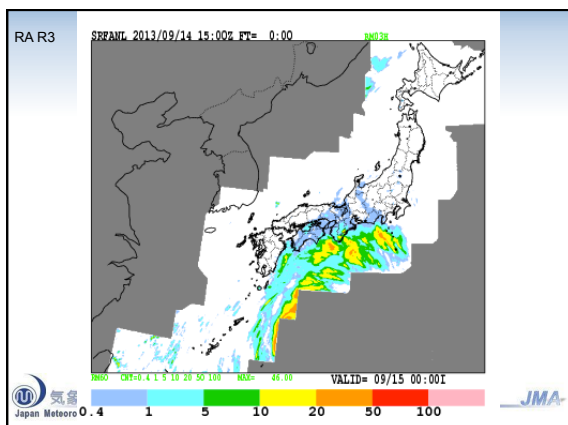 RA R3
SRFANL 2013/09/14 15:00Z FT= 0:00
RM03H
RM60 CNT=0.4 1 5 10 20 50 100 MAX= 46.00
VALID= 09/15 00:00I
0.4 1 5 10 20 50 100
気象
Japan Meteoro
JMA